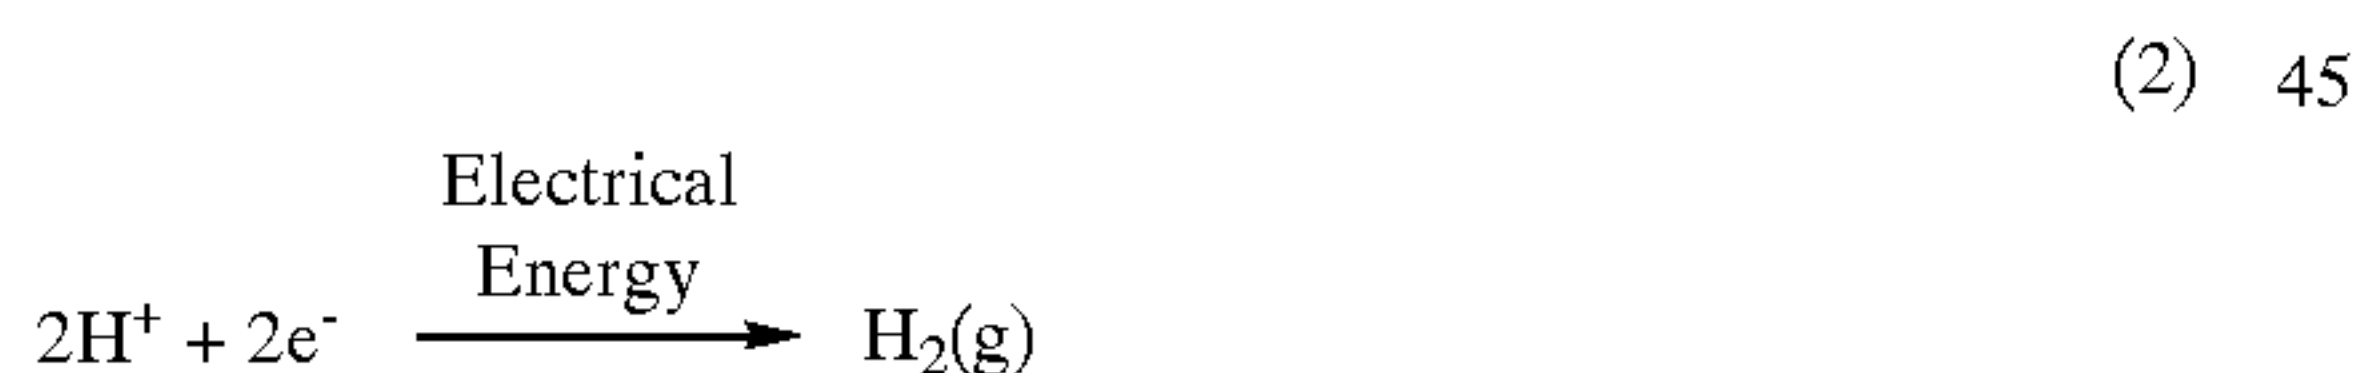 (2) 45
Electrical
Energy
2H⁺ + 2e⁻ ⟶ H₂(g)